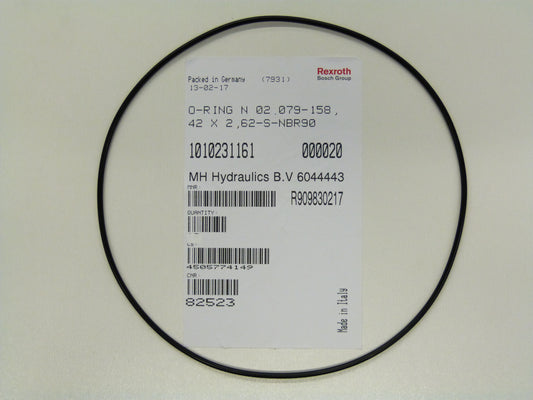 Packed in Germany (7931)
13-02-17
Rexroth
Bosch Group
O-RING N 02.079-158,
42 X 2,62-S-NBR90
1010231161 000020
MH Hydraulics B.V 6044443
MNR:
R909830217
QUANTITY:
4505774149
CNR:
82523
Made in Italy